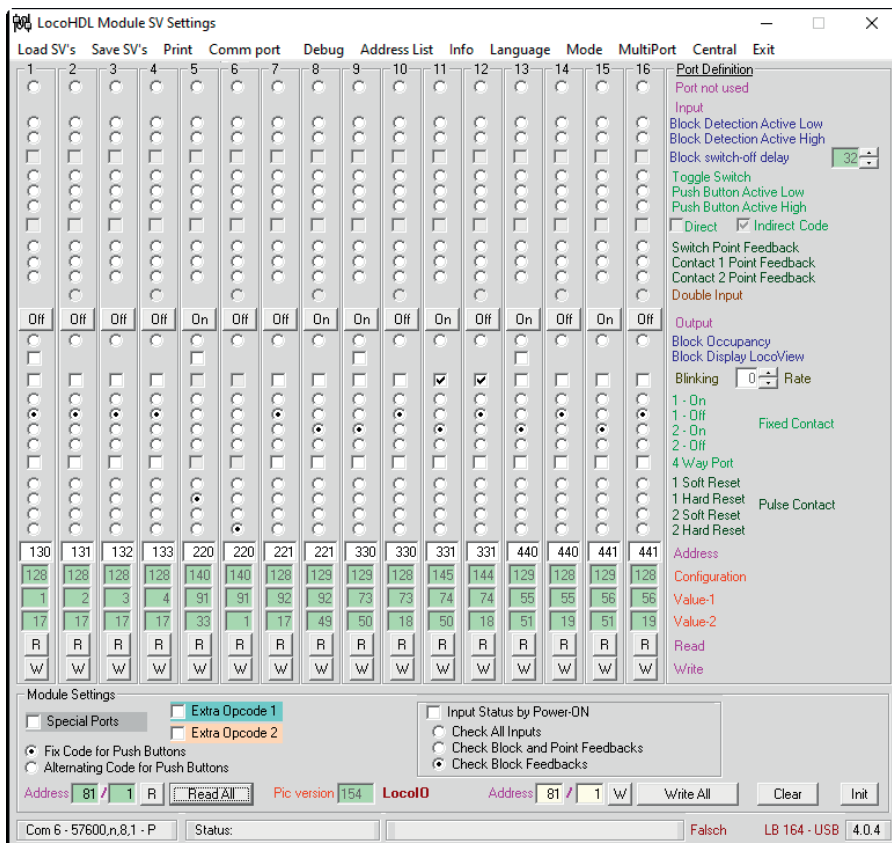 LocoHDL Module SV Settings
Load SV's Save SV's Print Comm port Debug Address List Info Language Mode MultiPort Central Exit
1 2 3 4 5 6 7 8 9 10 11 12 13 14 15 16 Port Definition
Port not used
Input
Block Detection Active Low
Block Detection Active High
Block switch-off delay 32
Toggle Switch
Push Button Active Low
Push Button Active High
Direct Indirect Code
Switch Point Feedback
Contact 1 Point Feedback
Contact 2 Point Feedback
Double Input
Off Off Off Off On Off Off On On Off On Off On Off On Off Output
Block Occupancy
Block Display LocoView
Blinking 0 Rate
1 - On
1 - Off
2 - On
2 - Off
Fixed Contact
4 Way Port
1 Soft Reset
1 Hard Reset
2 Soft Reset
2 Hard Reset
Pulse Contact
130 131 132 133 220 220 221 221 330 330 331 331 440 440 441 441 Address
128 128 128 128 140 140 128 129 129 128 145 144 129 128 129 128 Configuration
1 2 3 4 91 91 92 92 73 73 74 74 55 55 56 56 Value-1
17 17 17 17 33 1 17 49 50 18 50 18 51 19 51 19 Value-2
R R R R R R R R R R R R R R R R Read
W W W W W W W W W W W W W W W W Write
Module Settings
Special Ports
Extra Opcode 1
Extra Opcode 2
Fix Code for Push Buttons
Alternating Code for Push Buttons
Input Status by Power-ON
Check All Inputs
Check Block and Point Feedbacks
Check Block Feedbacks
Address 81 / 1 R Read All Pic version 154 LocoIO Address 81 / 1 W Write All Clear Init
Com 6 - 57600,n,8,1 - P Status: Falsch LB 164 - USB 4.0.4